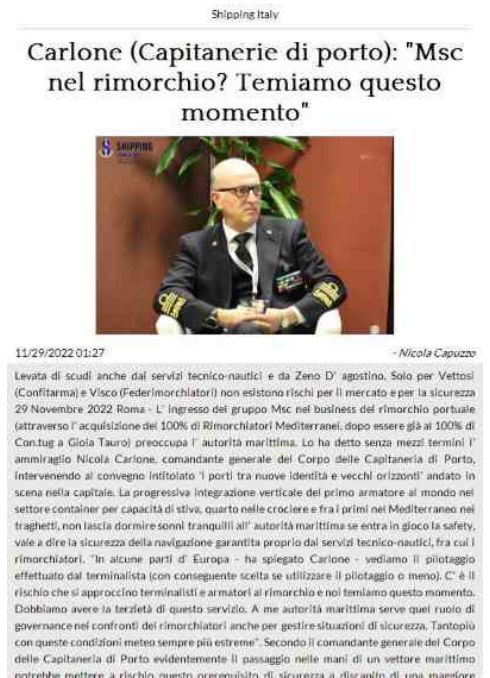 Shipping Italy
Carlone (Capitanerie di porto): "Msc
nel rimorchio? Temiamo questo
momento"
SHIPPING
11/29/2022 01:27
- Nicola Capuzzo
Levata di scudi anche dai servizi tecnico-nautici e da Zeno D' agostino. Solo per Vettosi
(Confitarma) e Visco (Federimorchiatori) non esistono rischi per il mercato e per la sicurezza
29 Novembre 2022 Roma - L' ingresso del gruppo Msc nel business del rimorchio portuale
(attraverso l' acquisizione del 100% di Rimorchiatori Mediterranei, dopo essere già al 100% di
Con.tug a Gioia Tauro) preoccupa l' autorità marittima. Lo ha detto senza mezzi termini l'
ammiraglio Nicola Carlone, comandante generale del Corpo delle Capitaneria di Porto,
intervenendo al convegno intitolato 'I porti tra nuove identità e vecchi orizzonti' andato in
scena nella capitale. La progressiva integrazione verticale del primo armatore al mondo nel
settore container per capacità di stiva, quarto nelle crociere e fra i primi nel Mediterraneo nei
traghetti, non lascia dormire sonni tranquilli all' autorità marittima se entra in gioco la safety,
vale a dire la sicurezza della navigazione garantita proprio dai servizi tecnico-nautici, fra cui i
rimorchiatori. "In alcune parti d' Europa - ha spiegato Carlone - vediamo il pilotaggio
effettuato dal terminalista (con conseguente scelta se utilizzare il pilotaggio o meno). C' è il
rischio che si approccino terminalisti e armatori al rimorchio e noi temiamo questo momento.
Dobbiamo avere la terzietà di questo servizio. A me autorità marittima serve quel ruolo di
governance nei confronti dei rimorchiatori anche per gestire situazioni di sicurezza. Tantopiù
con queste condizioni meteo sempre più estreme". Secondo il comandante generale del Corpo
delle Capitaneria di Porto evidentemente il passaggio nelle mani di un vettore marittimo
potrebbe mettere a rischio questo prerequisito di sicurezza a discapito di una maggiore